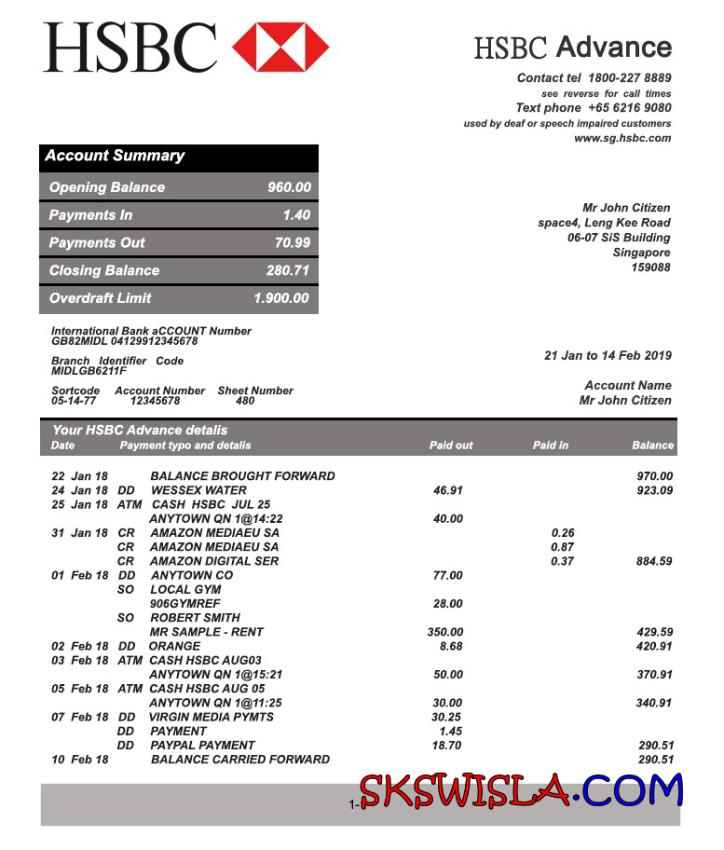 HSBC
HSBC Advance
Contact tel 1800-227 8889
see reverse for call times
Text phone +65 6216 9080
used by deaf or speech impaired customers
www.sg.hsbc.com
Account Summary
Opening Balance 960.00
Payments In 1.40
Payments Out 70.99
Closing Balance 280.71
Overdraft Limit 1.900.00
Mr John Citizen
space4, Leng Kee Road
06-07 SiS Building
Singapore
159088
International Bank aCCOUNT Number
GB82MIDL 04129912345678
Branch Identifier Code
MIDLGB6211F
Sortcode Account Number Sheet Number
05-14-77 12345678 480
21 Jan to 14 Feb 2019
Account Name
Mr John Citizen
Your HSBC Advance detalis
Date Payment typo and detalis Paid out Paid in Balance
22 Jan 18 BALANCE BROUGHT FORWARD 970.00
24 Jan 18 DD WESSEX WATER 46.91 923.09
25 Jan 18 ATM CASH HSBC JUL 25
ANYTOWN QN 1@14:22 40.00
31 Jan 18 CR AMAZON MEDIAEU SA 0.26
CR AMAZON MEDIAEU SA 0.87
CR AMAZON DIGITAL SER 0.37 884.59
01 Feb 18 DD ANYTOWN CO 77.00
SO LOCAL GYM
906GYMREF 28.00
SO ROBERT SMITH
MR SAMPLE - RENT 350.00 429.59
02 Feb 18 DD ORANGE 8.68 420.91
03 Feb 18 ATM CASH HSBC AUG03
ANYTOWN QN 1@15:21 50.00 370.91
05 Feb 18 ATM CASH HSBC AUG 05
ANYTOWN QN 1@11:25 30.00 340.91
07 Feb 18 DD VIRGIN MEDIA PYMTS 30.25
DD PAYMENT 1.45
DD PAYPAL PAYMENT 18.70 290.51
10 Feb 18 BALANCE CARRIED FORWARD 290.51
1-
SKSWISLA.COM